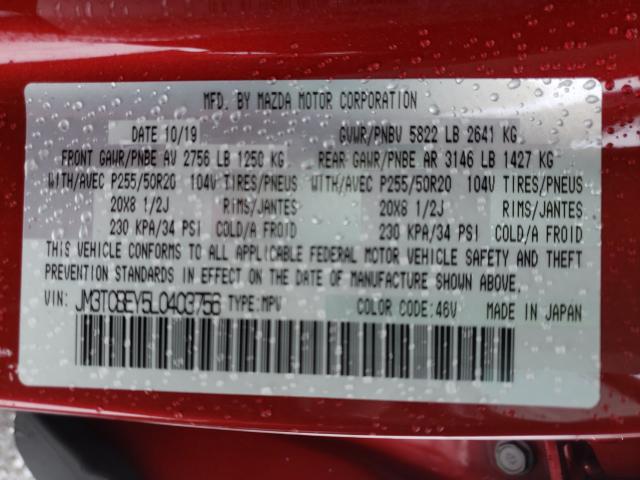 MFD. BY MAZDA MOTOR CORPORATION
DATE 10/19 GVWR/PNBV 5822 LB 2641 KG
FRONT GAWR/PNBE AV 2756 LB 1250 KG REAR GAWR/PNBE AR 3146 LB 1427 KG
WITH/AVEC P255/50R20 104V TIRES/PNEUS WITH/AVEC P255/50R20 104V TIRES/PNEUS
20X8 1/2J RIMS/JANTES 20X8 1/2J RIMS/JANTES
230 KPA/34 PSI COLD/A FROID 230 KPA/34 PSI COLD/A FROID
THIS VEHICLE CONFORMS TO ALL APPLICABLE FEDERAL MOTOR VEHICLE SAFETY AND THEFT
PREVENTION STANDARDS IN EFFECT ON THE DATE OF MANUFACTURE SHOWN ABOVE.
VIN: JM3TCBEY5L0403756 TYPE: MPV COLOR CODE: 46V MADE IN JAPAN